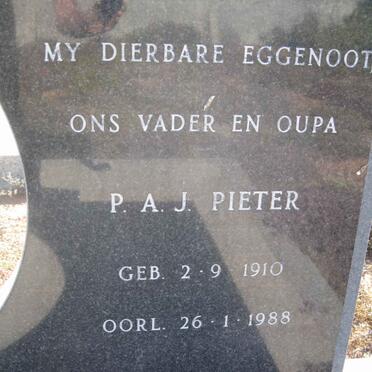 MY DIERBARE EGGENOOT,
ONS VADER EN OUPA
P. A. J. PIETER
GEB. 2 · 9 · 1910
OORL. 26 · 1 · 1988